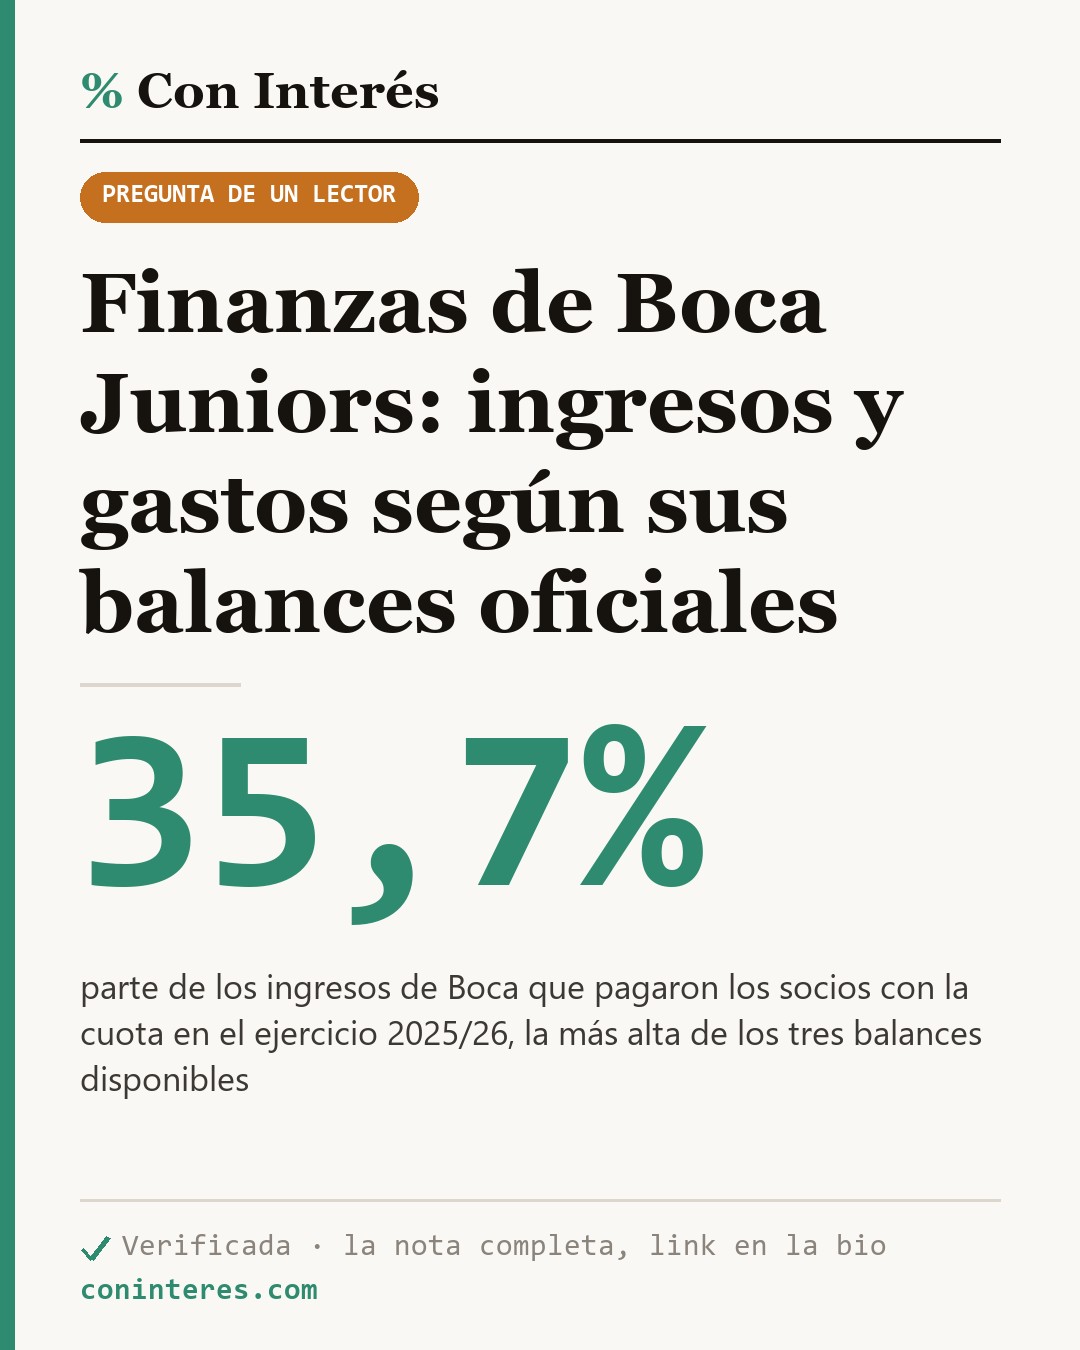 % Con Interés
PREGUNTA DE UN LECTOR
Finanzas de Boca
Juniors: ingresos y
gastos según sus
balances oficiales
35,7%
parte de los ingresos de Boca que pagaron los socios con la
cuota en el ejercicio 2025/26, la más alta de los tres balances
disponibles
Verificada · la nota completa, link en la bio
coninteres.com